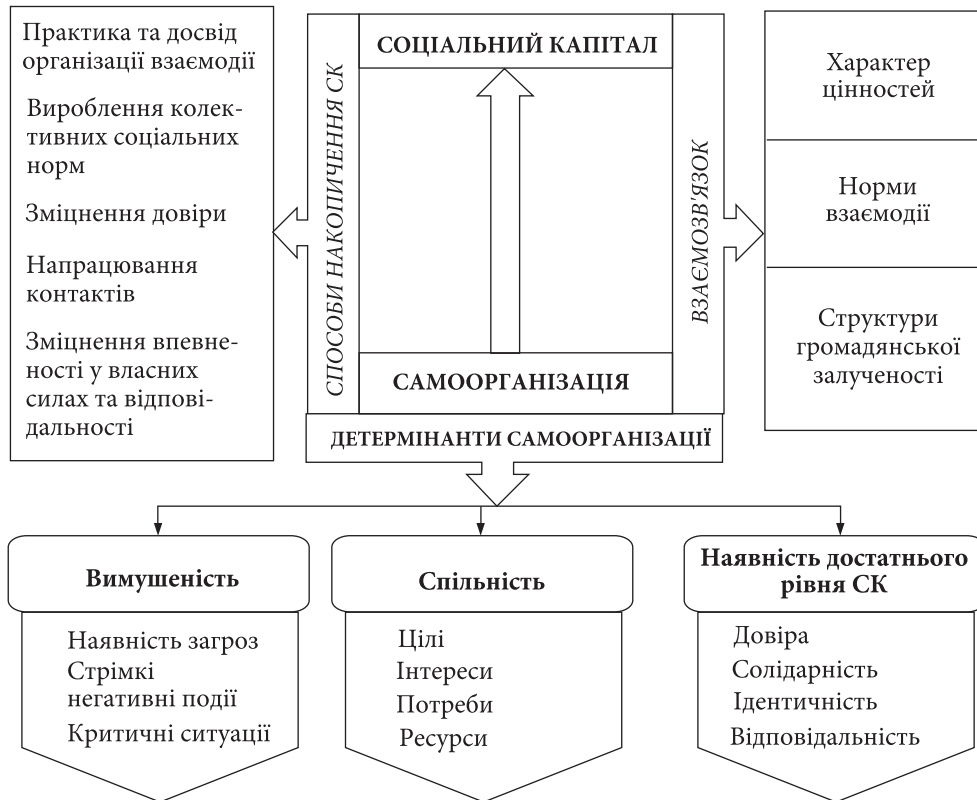 Практика та досвід
організації взаємодії
Вироблення колек-
тивних соціальних
норм
Зміцнення довіри
Напрацювання
контактів
Зміцнення впевне-
ності у власних
силах та відпові-
дальності
СПОСОБИ НАКОПИЧЕННЯ СК
СОЦІАЛЬНИЙ КАПІТАЛ
САМООРГАНІЗАЦІЯ
ВЗАЄМОЗВ'ЯЗОК
Характер
цінностей
Норми
взаємодії
Структури
громадянської
залученості
ДЕТЕРМІНАНТИ САМООРГАНІЗАЦІЇ
Вимушеність
Наявність загроз
Стрімкі
негативні події
Критичні ситуації
Спільність
Цілі
Інтереси
Потреби
Ресурси
Наявність достатнього
рівня СК
Довіра
Солідарність
Ідентичність
Відповідальність